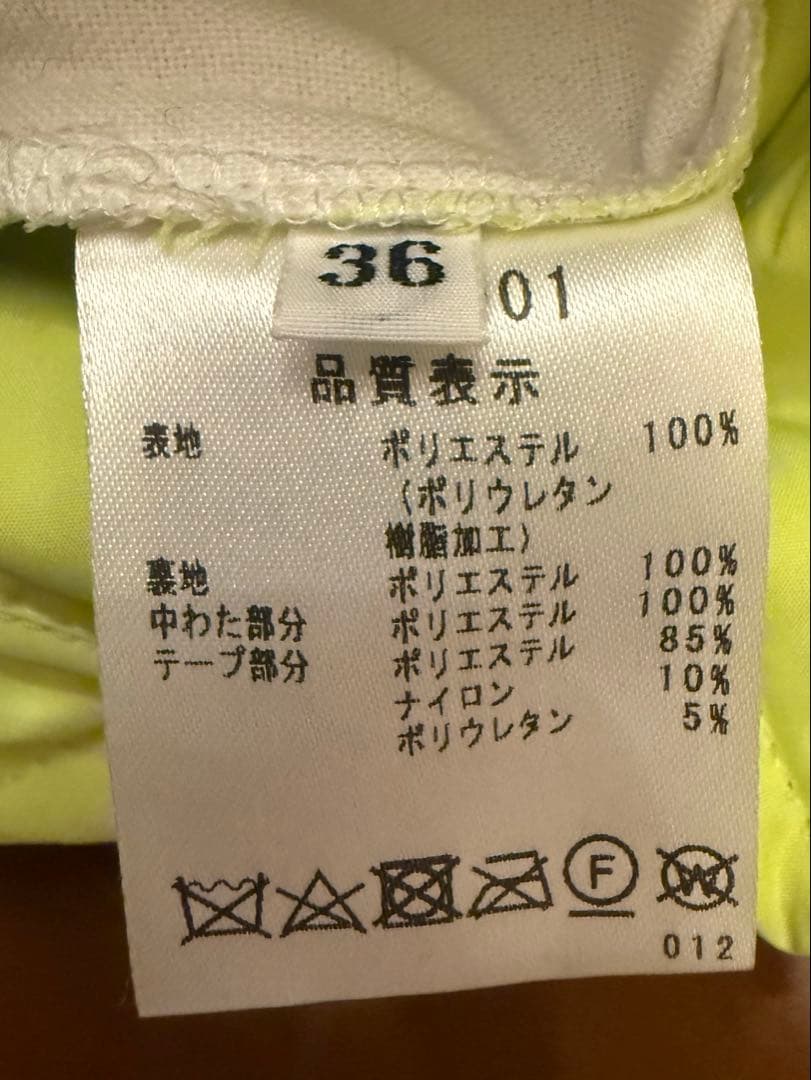 36
01
品質表示
表地 ポリエステル 100%
(ポリウレタン
樹脂加工)
裏地 ポリエステル 100%
中わた部分 ポリエステル 100%
テープ部分 ポリエステル 85%
ナイロン 10%
ポリウレタン 5%
F W
012